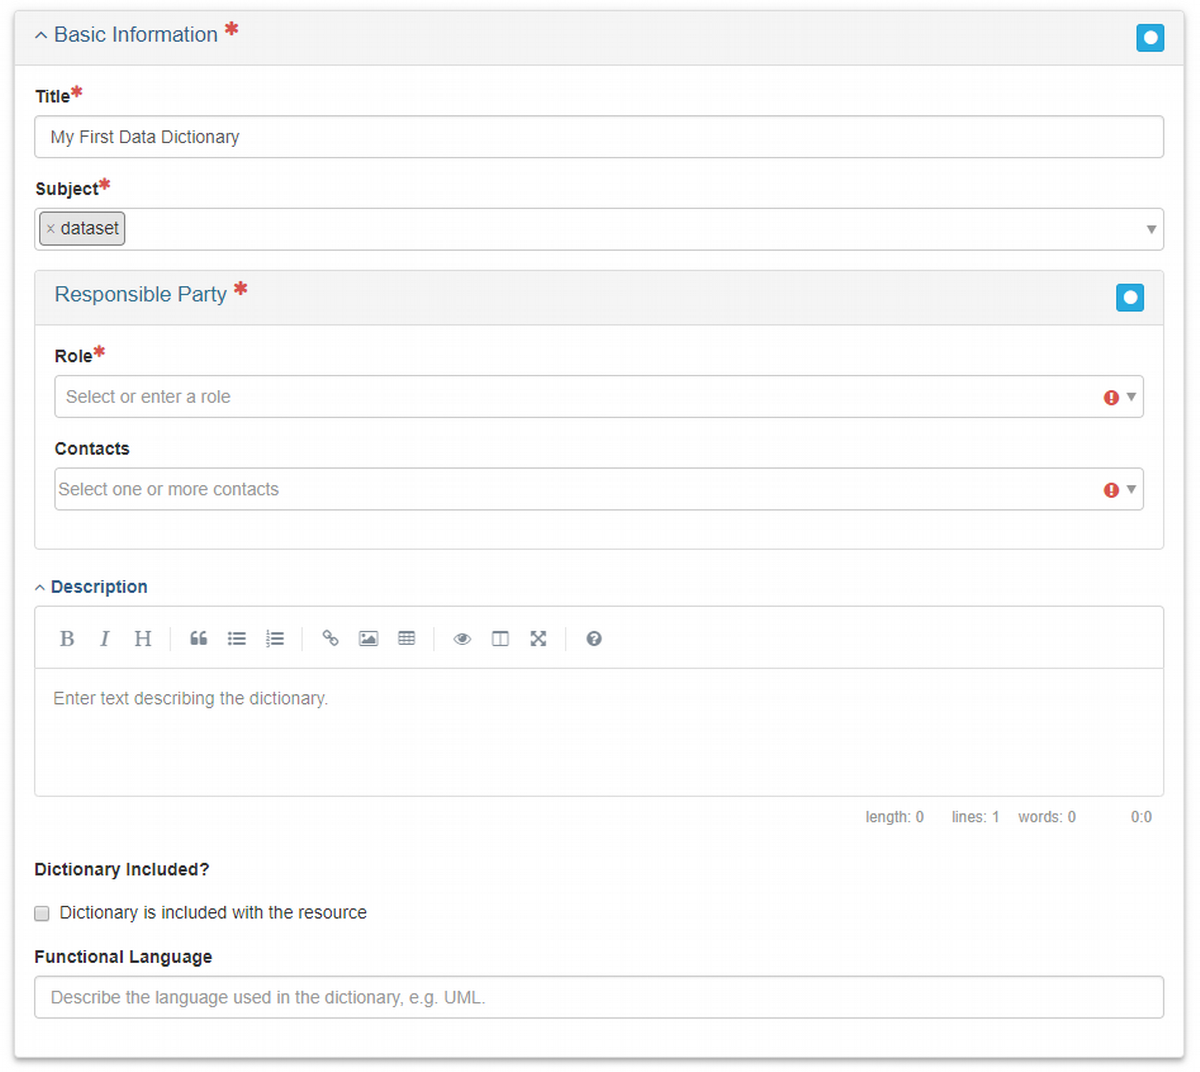 Basic Information *
Title*
My First Data Dictionary
Subject*
× dataset
Responsible Party *
Role*
Select or enter a role
Contacts
Select one or more contacts
Description
B I H
Enter text describing the dictionary.
length: 0 lines: 1 words: 0 0:0
Dictionary Included?
Dictionary is included with the resource
Functional Language
Describe the language used in the dictionary, e.g. UML.